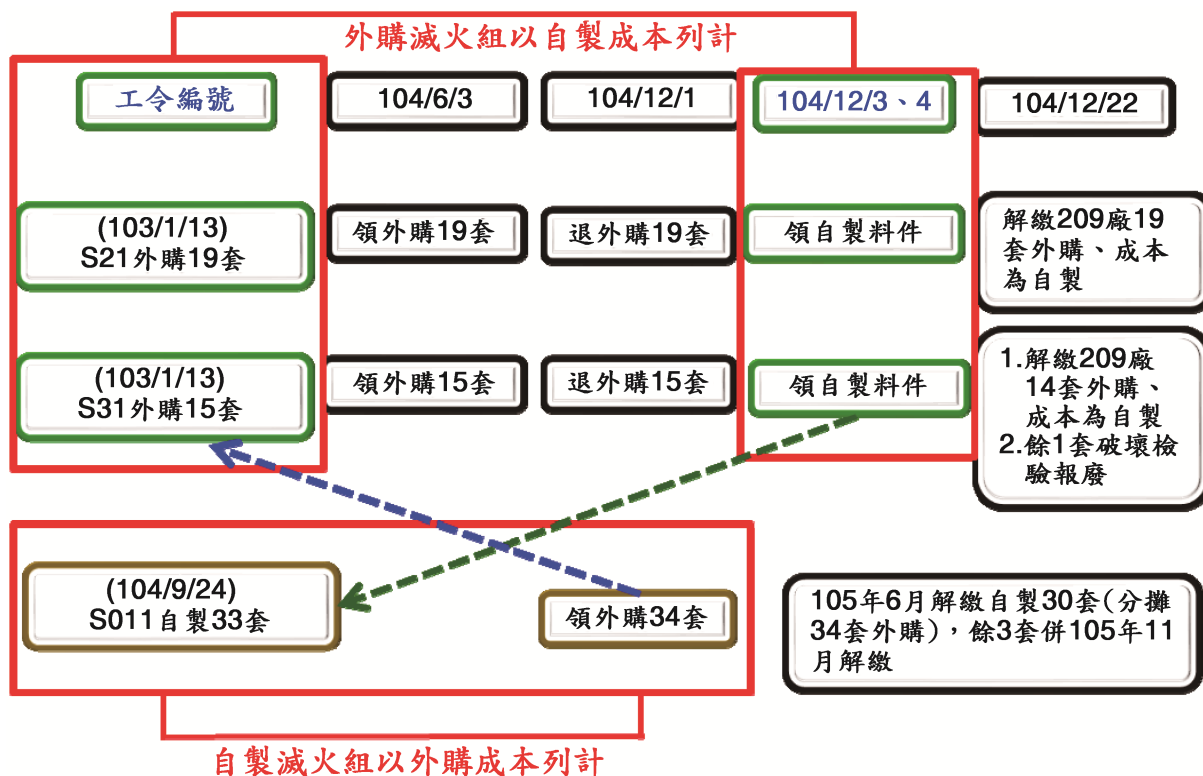 外購滅火組以自製成本列計
工令編號
104/6/3
104/12/1
104/12/3、4
104/12/22
(103/1/13)
S21外購19套
領外購19套
退外購19套
領自製料件
解繳209廠19
套外購、成本
為自製
(103/1/13)
S31外購15套
領外購15套
退外購15套
領自製料件
1.解繳209廠
14套外購、
成本為自製
2.餘1套破壞檢
驗報廢
(104/9/24)
S011自製33套
領外購34套
105年6月解繳自製30套(分攤
34套外購),餘3套併105年11
月解繳
自製滅火組以外購成本列計